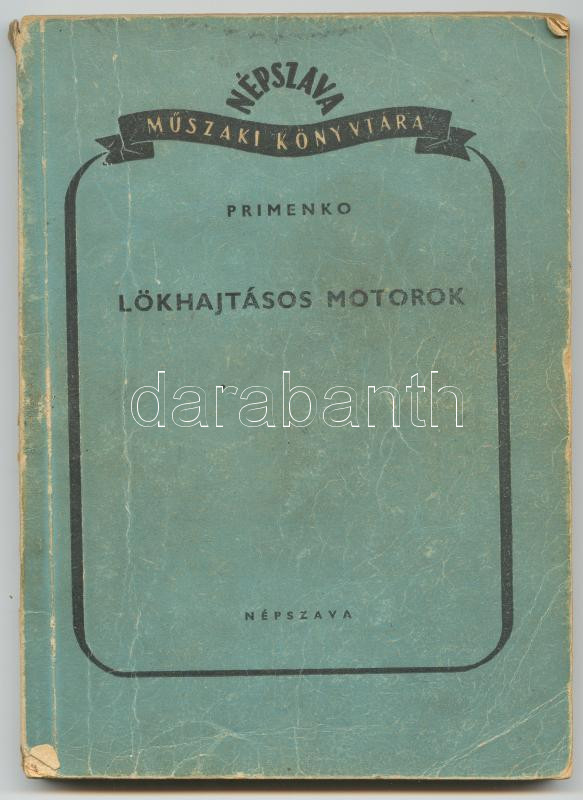 NÉPSZAVA
MŰSZAKI KÖNYVTÁRA
PRIMENKO
LÖKHAJTÁSOS MOTOROK
darabanth
NÉPSZAVA